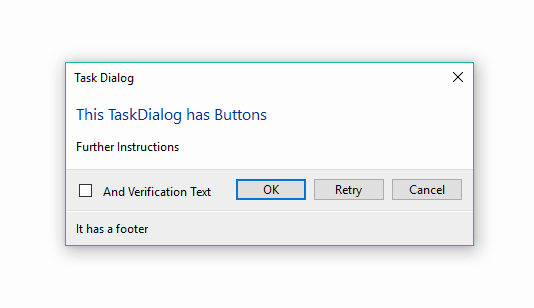 Task Dialog
This TaskDialog has Buttons
Further Instructions
And Verification Text OK Retry Cancel
It has a footer